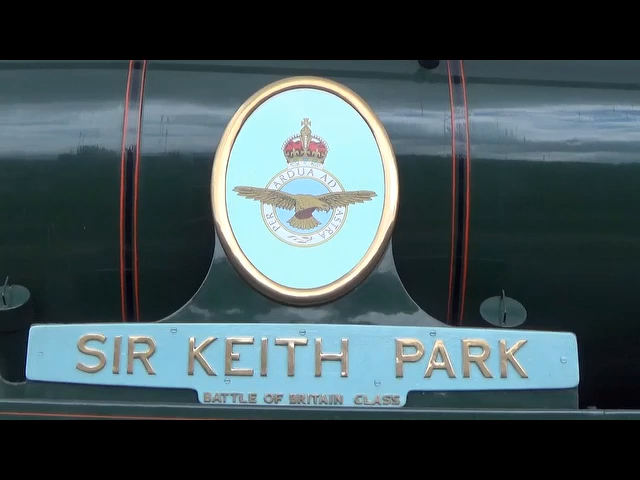 PER ARDUA AD ASTRA
SIR KEITH PARK
BATTLE OF BRITAIN CLASS